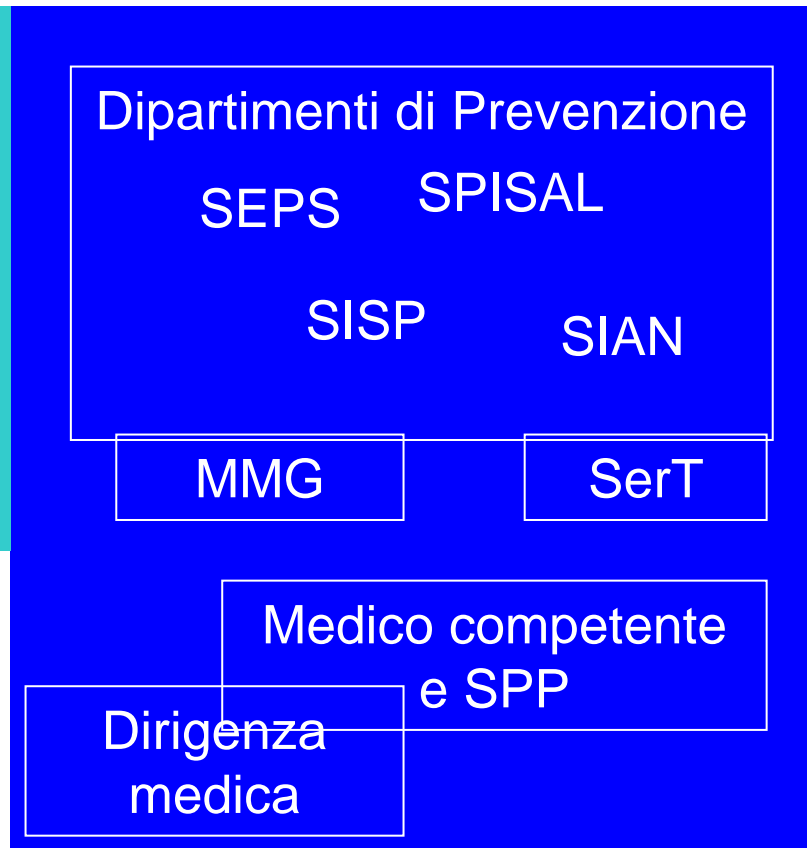 Dipartimenti di Prevenzione
SEPS
SPISAL
SISP
SIAN
MMG
SerT
Medico competente
e SPP
Dirigenza
medica